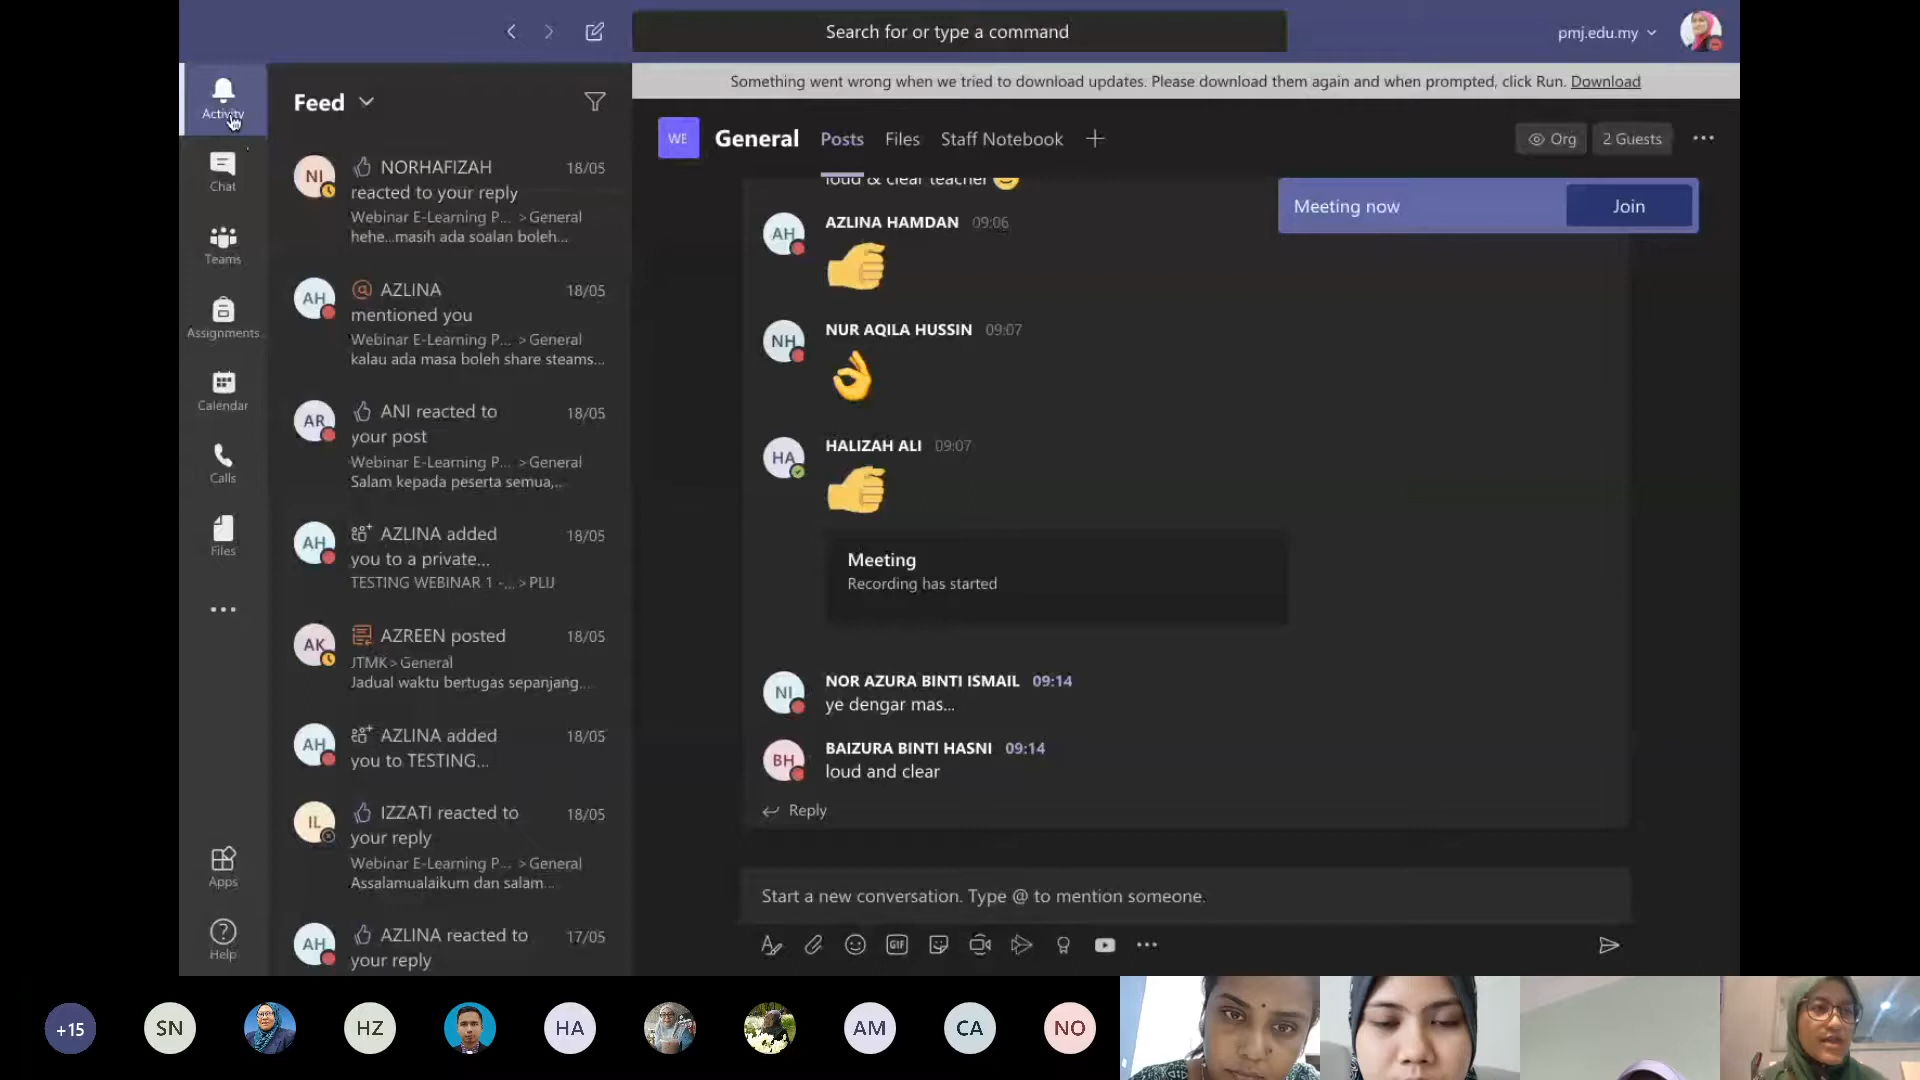 Search for or type a command
pmj.edu.my
Something went wrong when we tried to download updates. Please download them again and when prompted, click Run. Download
Activity
Chat
Teams
Assignments
Calendar
Calls
Files
Apps
Help
Feed
NI
NORHAFIZAH 18/05
reacted to your reply
Webinar E-Learning P... > General
hehe...masih ada soalan boleh...
AH
AZLINA 18/05
mentioned you
Webinar E-Learning P... > General
kalau ada masa boleh share steams...
AR
ANI reacted to 18/05
your post
Webinar E-Learning P... > General
Salam kepada peserta semua,...
AH
AZLINA added 18/05
you to a private...
TESTING WEBINAR 1 -... > PLIJ
AK
AZREEN posted 18/05
JTMK > General
Jadual waktu bertugas sepanjang...
AH
AZLINA added 18/05
you to TESTING...
IL
IZZATI reacted to 18/05
your reply
Webinar E-Learning P... > General
Assalamualaikum dan salam...
AH
AZLINA reacted to 17/05
your reply
WE General Posts Files Staff Notebook
Org 2 Guests
Meeting now Join
loud & clear teacher
AH
AZLINA HAMDAN 09:06
NH
NUR AQILA HUSSIN 09:07
HA
HALIZAH ALI 09:07
Meeting
Recording has started
NI
NOR AZURA BINTI ISMAIL 09:14
ye dengar mas...
BH
BAIZURA BINTI HASNI 09:14
loud and clear
Reply
Start a new conversation. Type @ to mention someone.
GIF
+15 SN HZ HA AM CA NO